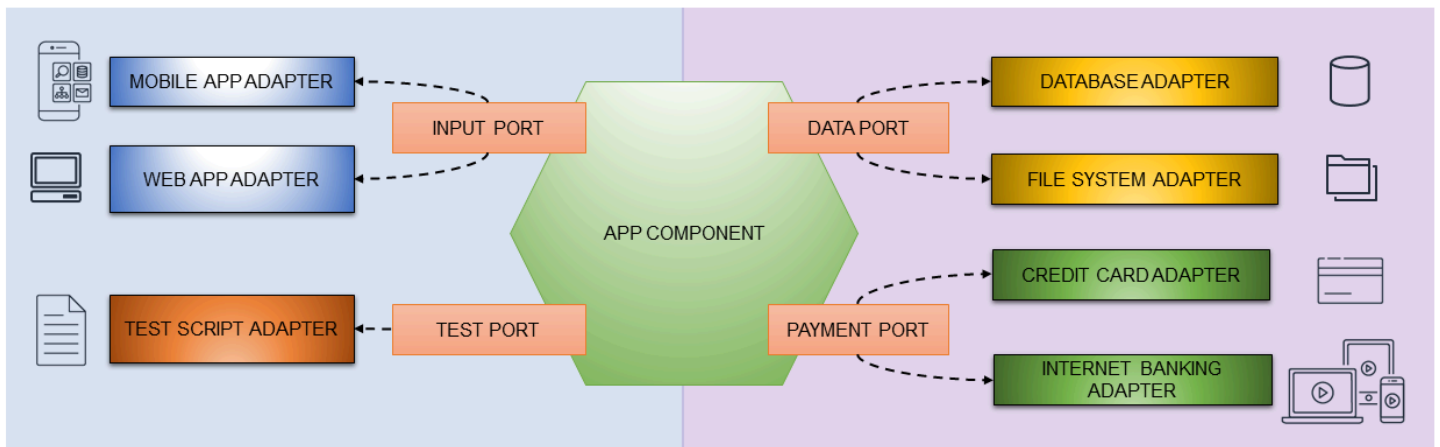 MOBILE APP ADAPTER
INPUT PORT
WEB APP ADAPTER
TEST SCRIPT ADAPTER
TEST PORT
APP COMPONENT
DATA PORT
DATABASE ADAPTER
FILE SYSTEM ADAPTER
PAYMENT PORT
CREDIT CARD ADAPTER
INTERNET BANKING
ADAPTER